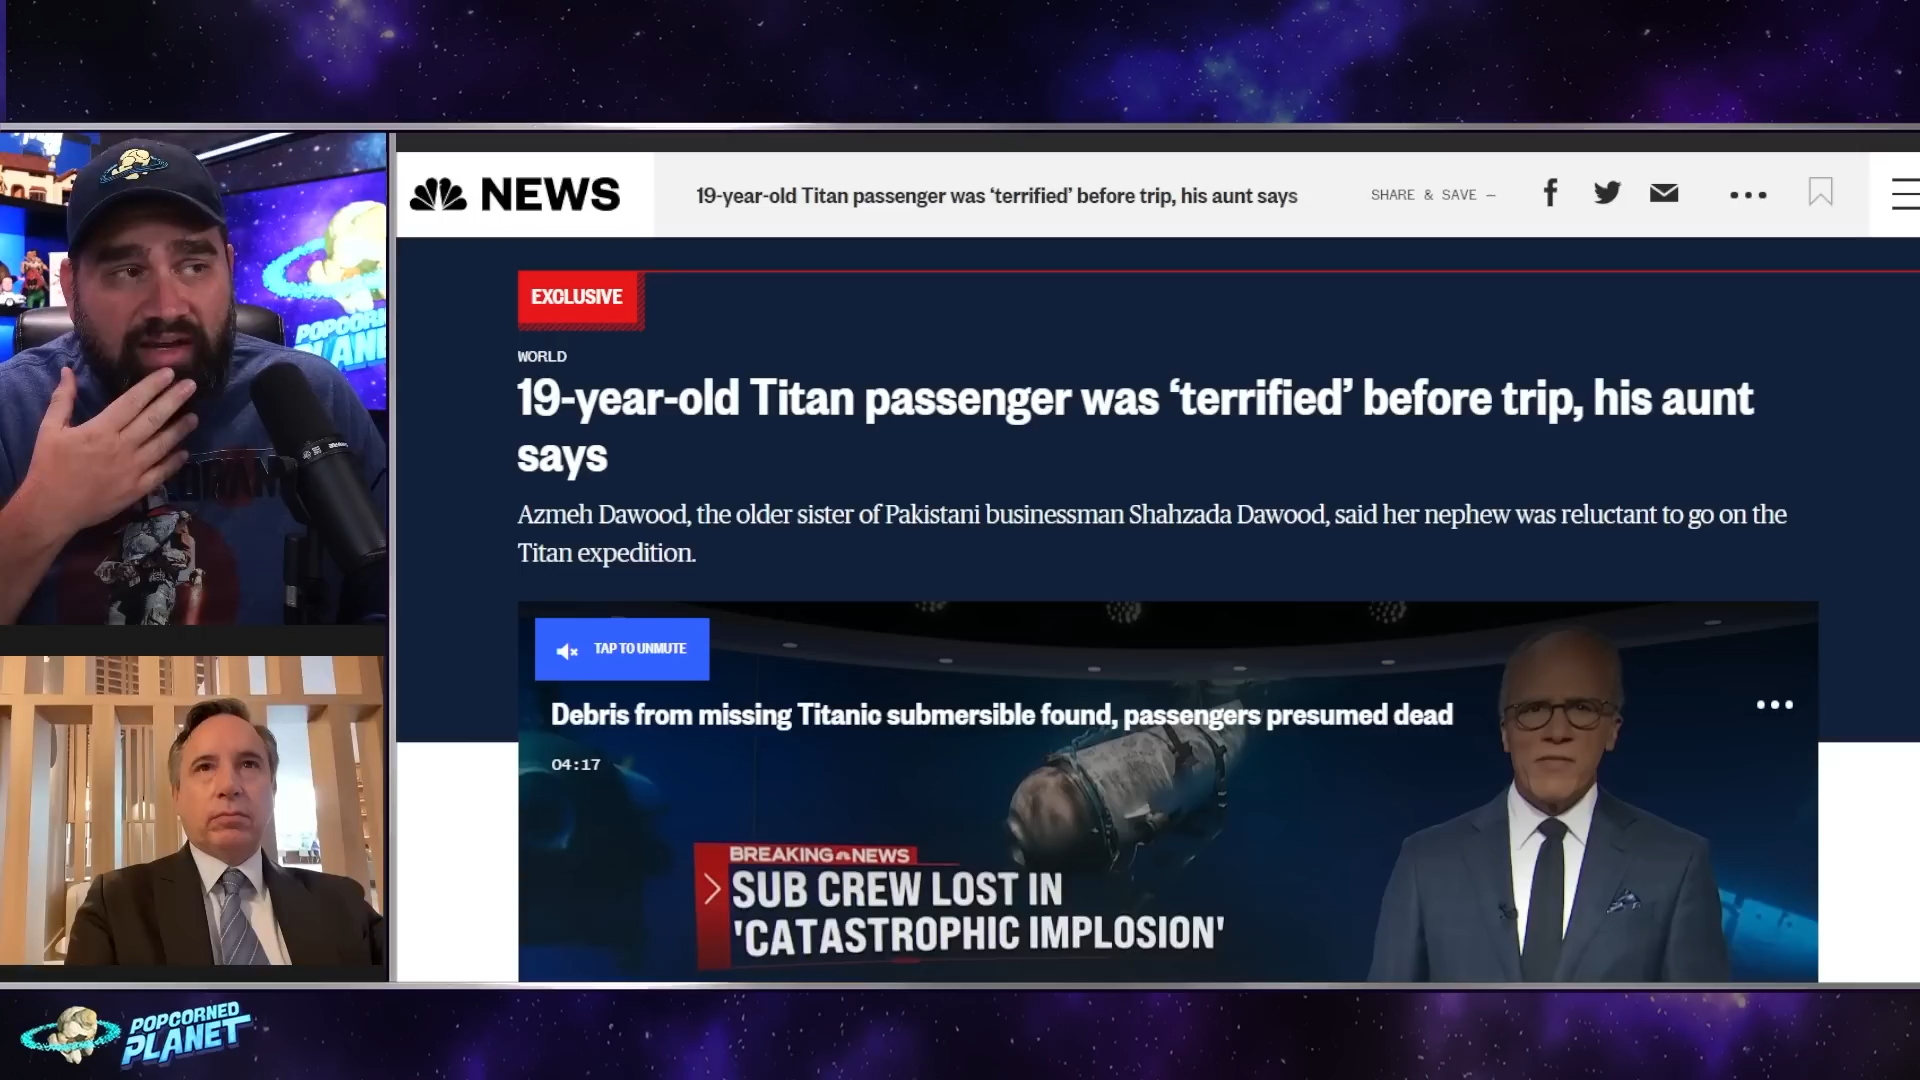 NEWS
19-year-old Titan passenger was ‘terrified’ before trip, his aunt says
SHARE & SAVE —
EXCLUSIVE
WORLD
19-year-old Titan passenger was ‘terrified’ before trip, his aunt
says
Azmeh Dawood, the older sister of Pakistani businessman Shahzada Dawood, said her nephew was reluctant to go on the
Titan expedition.
TAP TO UNMUTE
Debris from missing Titanic submersible found, passengers presumed dead
04:17
BREAKING NEWS
SUB CREW LOST IN
'CATASTROPHIC IMPLOSION'
POPCORNED
PLANET